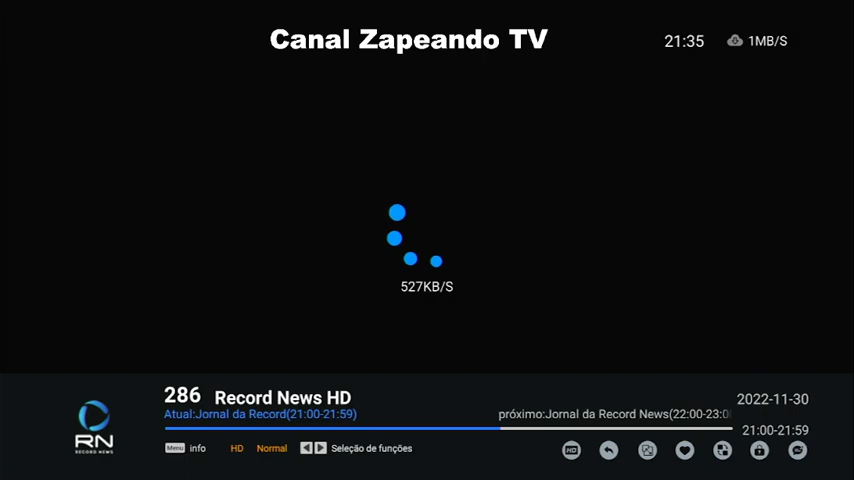 Canal Zapeando TV
21:35
1MB/S
527KB/S
286 Record News HD
2022-11-30
Atual:Jornal da Record(21:00-21:59)
próximo:Jornal da Record News(22:00-23:0
21:00-21:59
RN
RECORD NEWS
Menu info HD Normal Seleção de funções
HD